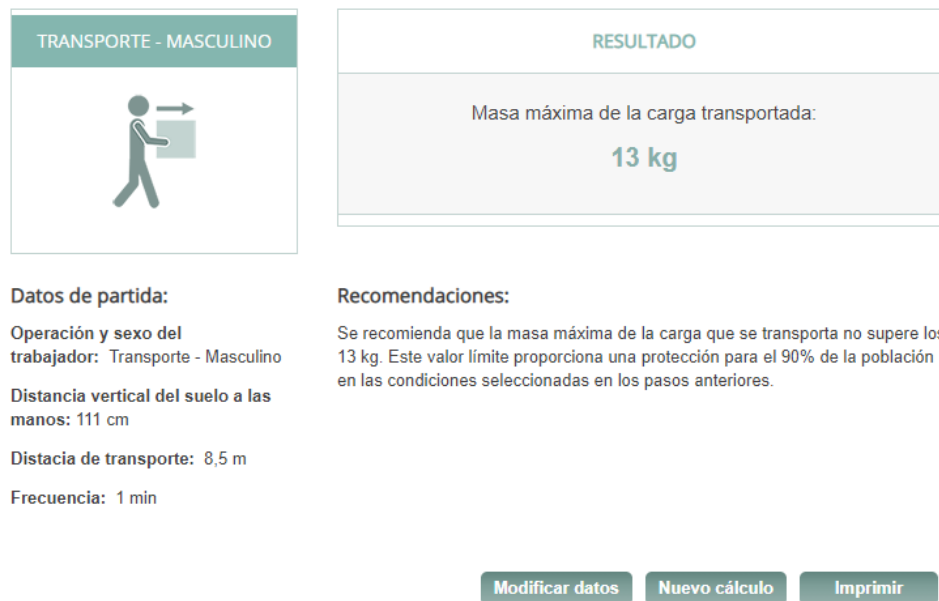 TRANSPORTE - MASCULINO
RESULTADO
Masa máxima de la carga transportada:
13 kg
Datos de partida:
Operación y sexo del
trabajador: Transporte - Masculino
Distancia vertical del suelo a las
manos: 111 cm
Distacia de transporte: 8,5 m
Frecuencia: 1 min
Recomendaciones:
Se recomienda que la masa máxima de la carga que se transporta no supere los
13 kg. Este valor límite proporciona una protección para el 90% de la población
en las condiciones seleccionadas en los pasos anteriores.
Modificar datos
Nuevo cálculo
Imprimir